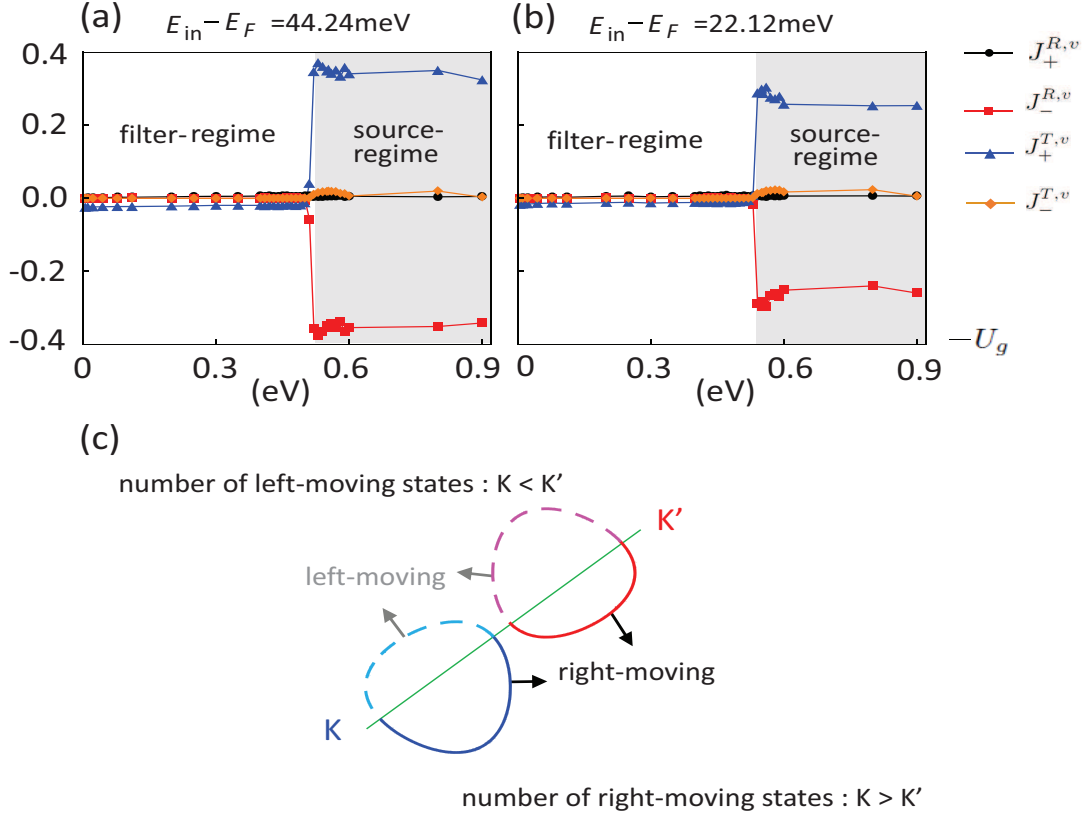 (a) E_in − E_F =44.24meV
(b) E_in − E_F =22.12meV
0.4
0.2
0.0
-0.2
-0.4
filter-regime
source-
regime
filter-regime
source-
regime
J_+^{R,v}
J_-^{R,v}
J_+^{T,v}
J_-^{T,v}
0 0.3 0.6 0.9
(eV)
0 0.3 0.6 0.9
(eV)
−U_g
(c)
number of left-moving states : K < K'
K'
left-moving
right-moving
K
number of right-moving states : K > K'